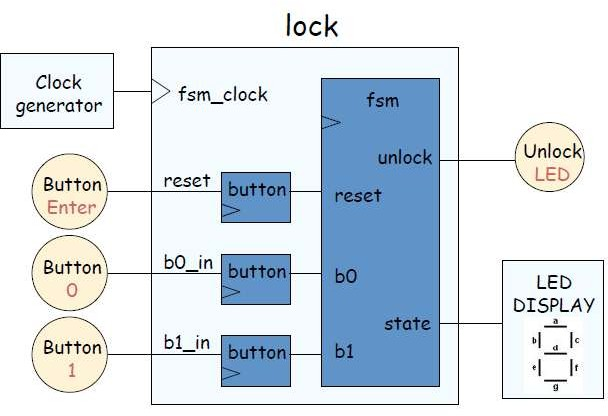 lock
Clock
generator
fsm_clock
fsm
unlock
Unlock
LED
Button
Enter
reset
button
reset
Button
0
b0_in
button
b0
LED
DISPLAY
a
b
c
d
e
f
g
state
Button
1
b1_in
button
b1